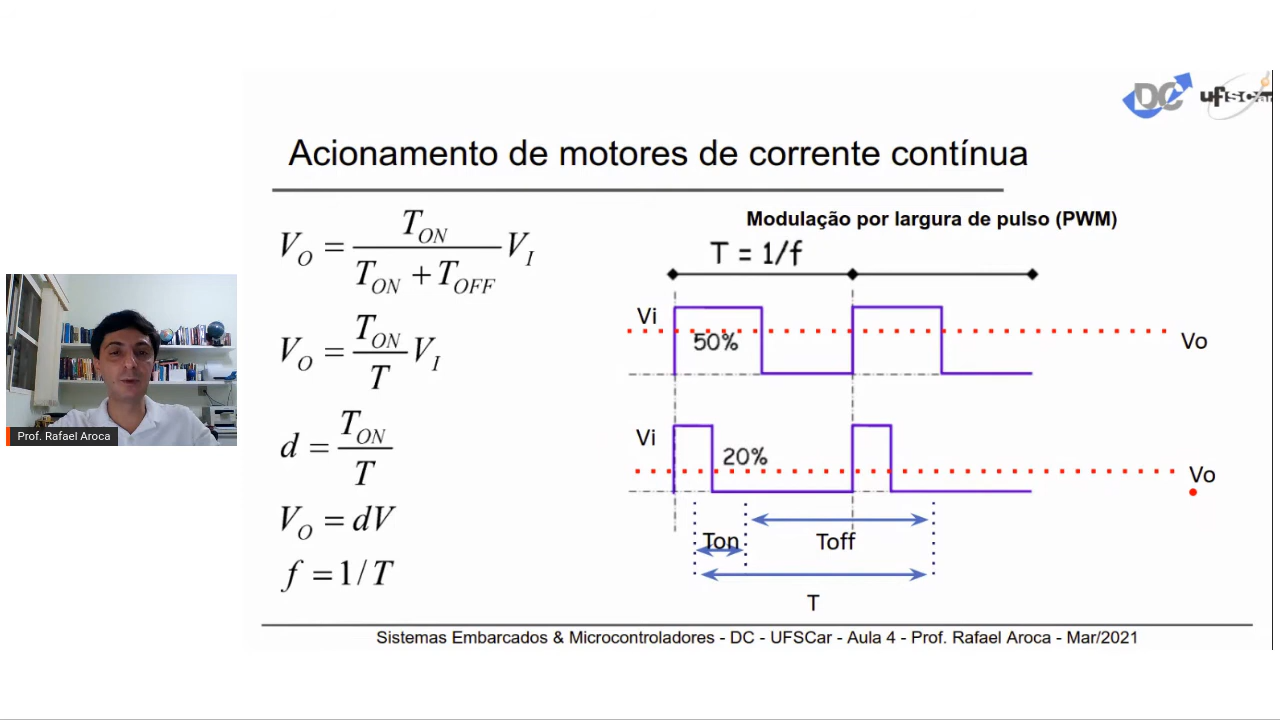 DC ufscar
Acionamento de motores de corrente contínua
V_O = T_ON / (T_ON + T_OFF) V_I
V_O = T_ON / T V_I
d = T_ON / T
V_O = dV
f = 1/T
Modulação por largura de pulso (PWM)
T = 1/f
Vi
50%
Vo
Vi
20%
Vo
Ton
Toff
T
Prof. Rafael Aroca
Sistemas Embarcados & Microcontroladores - DC - UFSCar - Aula 4 - Prof. Rafael Aroca - Mar/2021